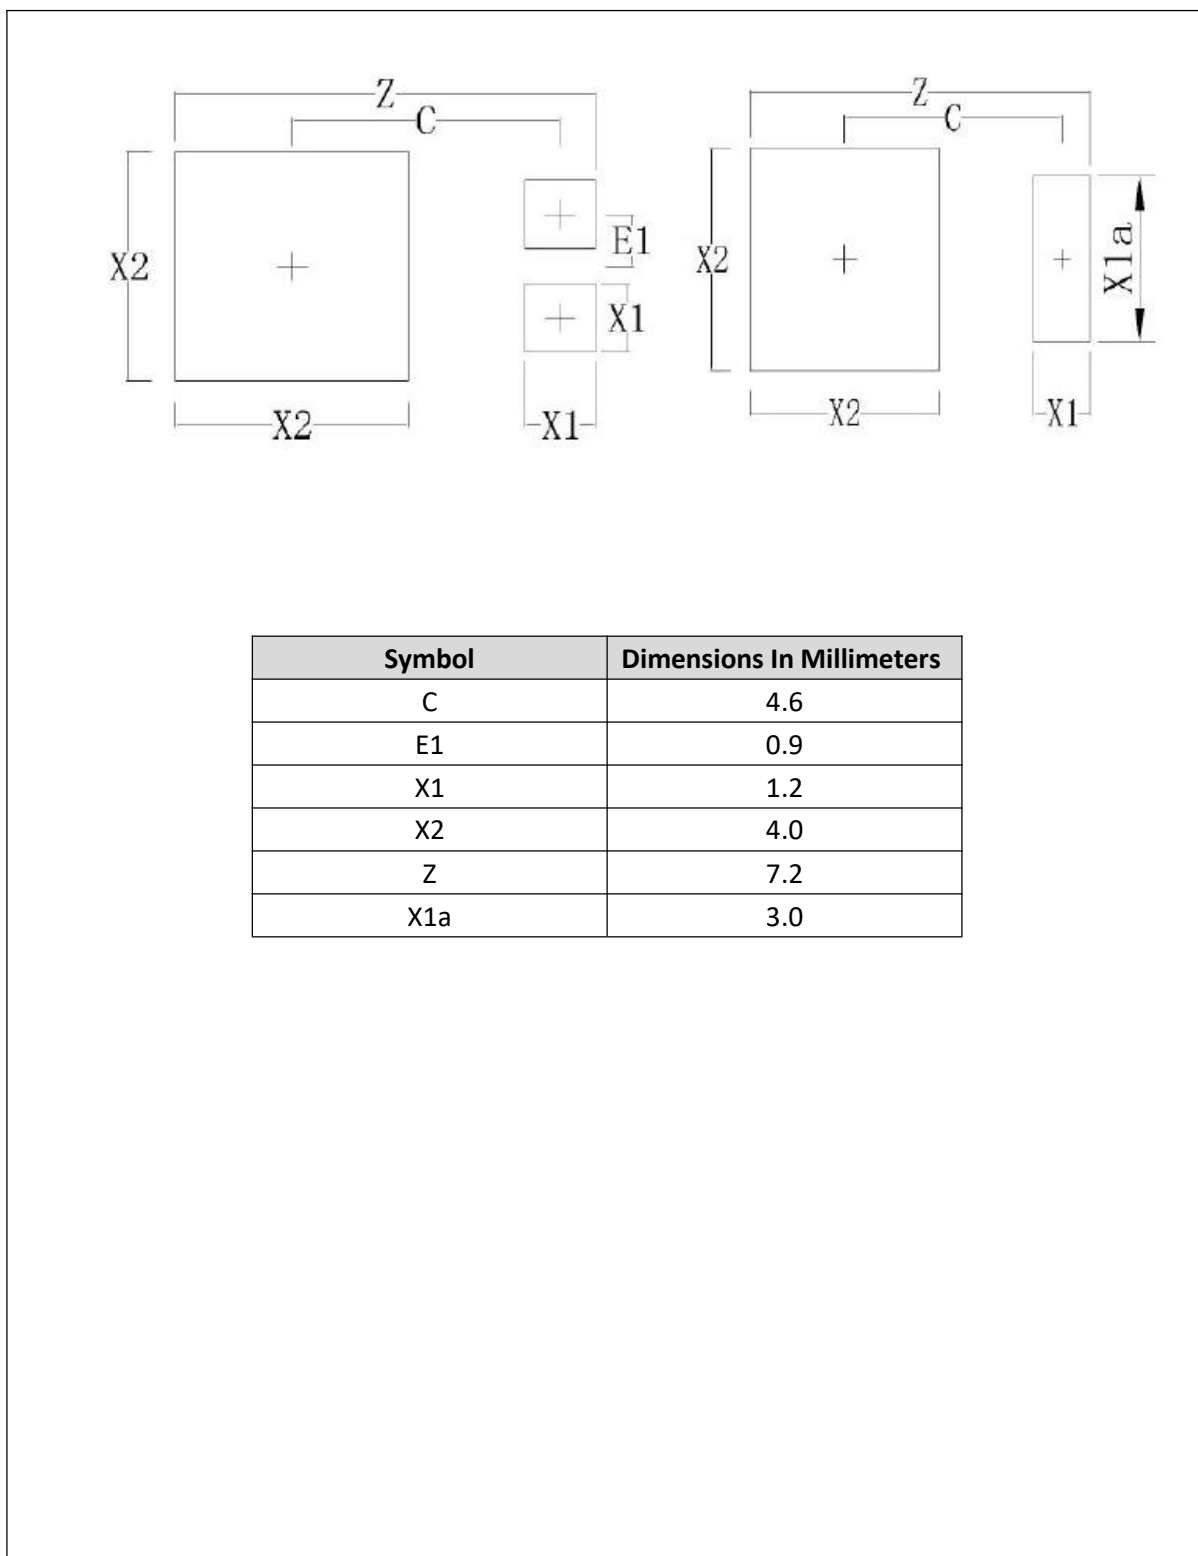 Z
C
X2
E1
X1
X2
X1
Z
C
X2
X1a
X2
X1
Symbol Dimensions In Millimeters
C 4.6
E1 0.9
X1 1.2
X2 4.0
Z 7.2
X1a 3.0